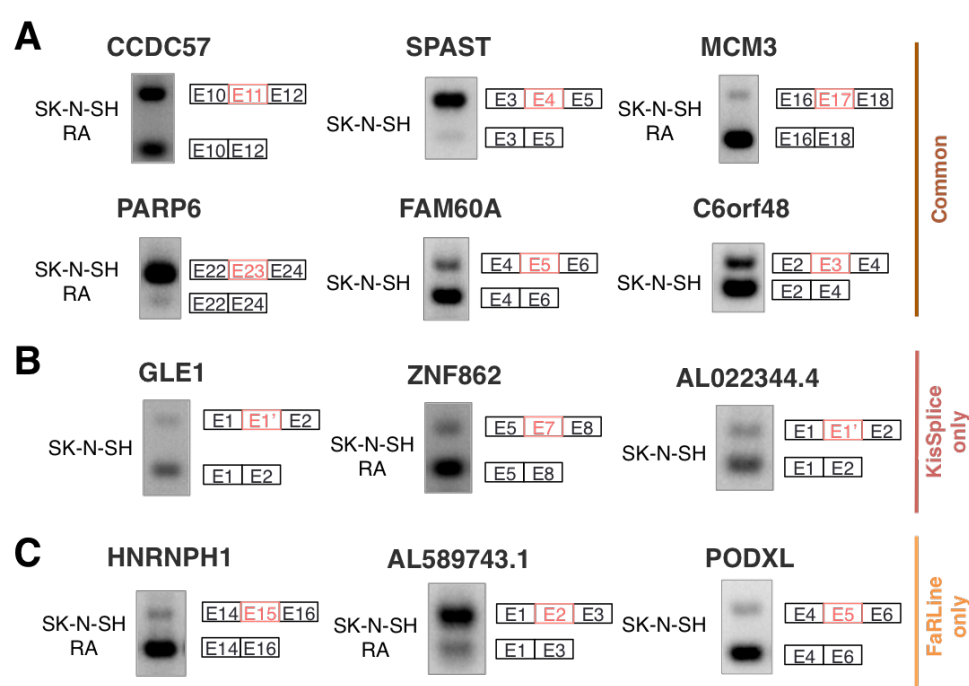 A
CCDC57
SPAST
MCM3
SK-N-SH
RA
E10 E11 E12
E10 E12
SK-N-SH
E3 E4 E5
E3 E5
SK-N-SH
RA
E16 E17 E18
E16 E18
Common
PARP6
FAM60A
C6orf48
SK-N-SH
RA
E22 E23 E24
E22 E24
SK-N-SH
E4 E5 E6
E4 E6
SK-N-SH
E2 E3 E4
E2 E4
B
GLE1
ZNF862
AL022344.4
SK-N-SH
E1 E1' E2
E1 E2
SK-N-SH
RA
E5 E7 E8
E5 E8
SK-N-SH
E1 E1' E2
E1 E2
KisSplice
only
C
HNRNPH1
AL589743.1
PODXL
SK-N-SH
RA
E14 E15 E16
E14 E16
SK-N-SH
RA
E1 E2 E3
E1 E3
SK-N-SH
E4 E5 E6
E4 E6
FaRLine
only